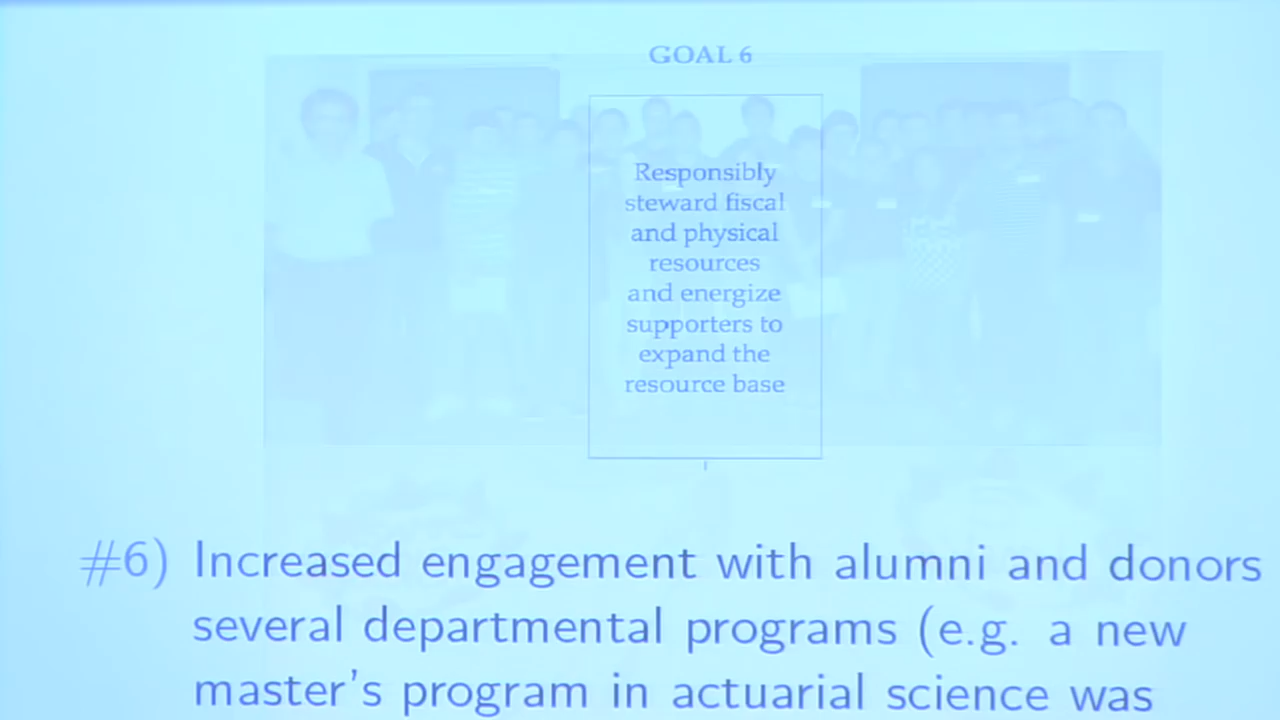 GOAL 6
Responsibly
steward fiscal
and physical
resources
and energize
supporters to
expand the
resource base
#6) Increased engagement with alumni and donors
several departmental programs (e.g. a new
master's program in actuarial science was